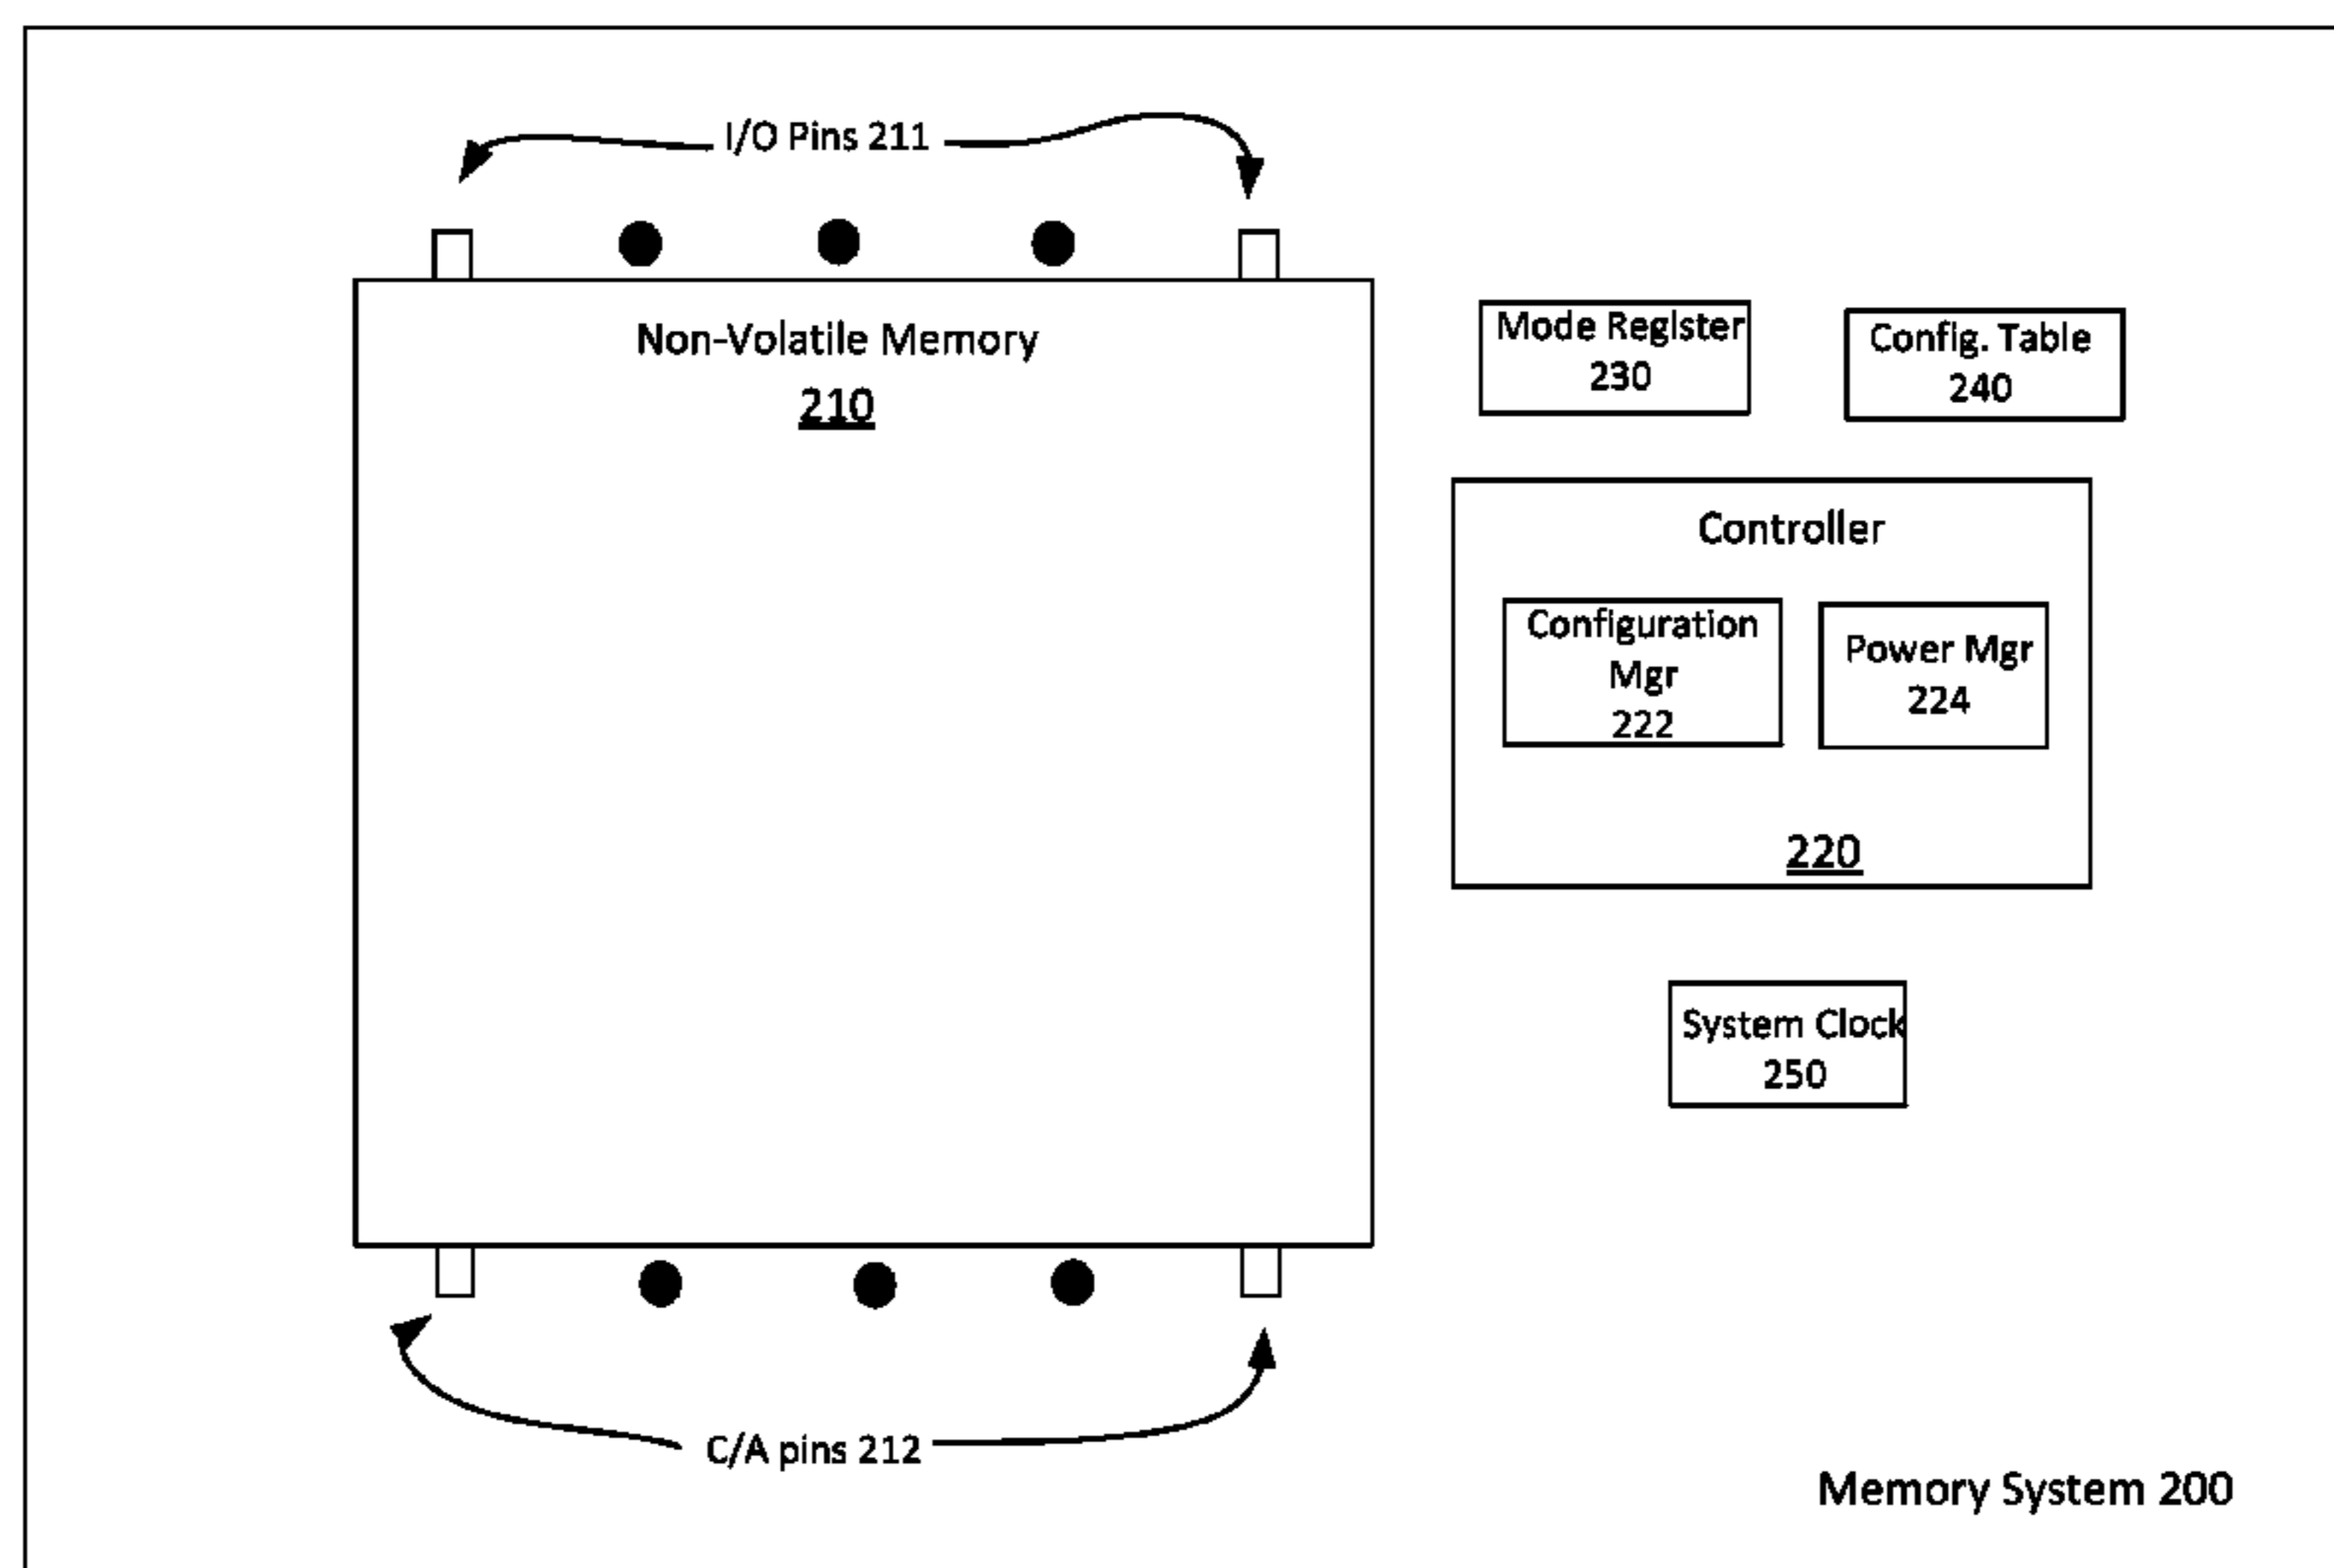 I/O Pins 211
Non-Volatile Memory
210
Mode Register
230
Config. Table
240
Controller
Configuration
Mgr
222
Power Mgr
224
220
System Clock
250
C/A pins 212
Memory System 200